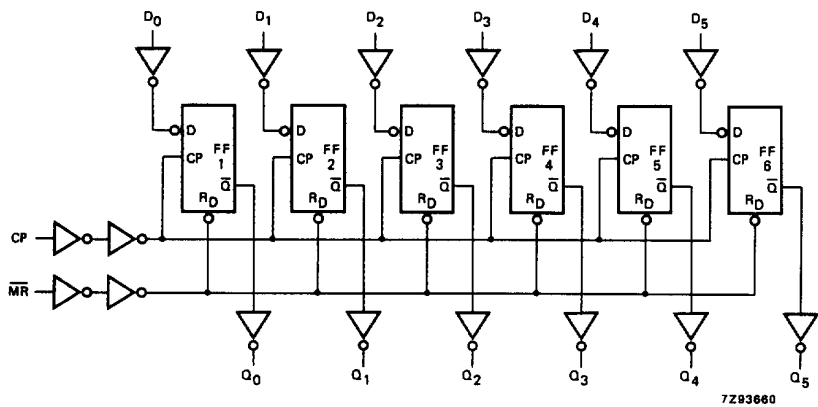 D0 D1 D2 D3 D4 D5
D FF 1 CP Q̅ RD
D FF 2 CP Q̅ RD
D FF 3 CP Q̅ RD
D FF 4 CP Q̅ RD
D FF 5 CP Q̅ RD
D FF 6 CP Q̅ RD
CP
M̅R̅
Q0 Q1 Q2 Q3 Q4 Q5
7Z93660